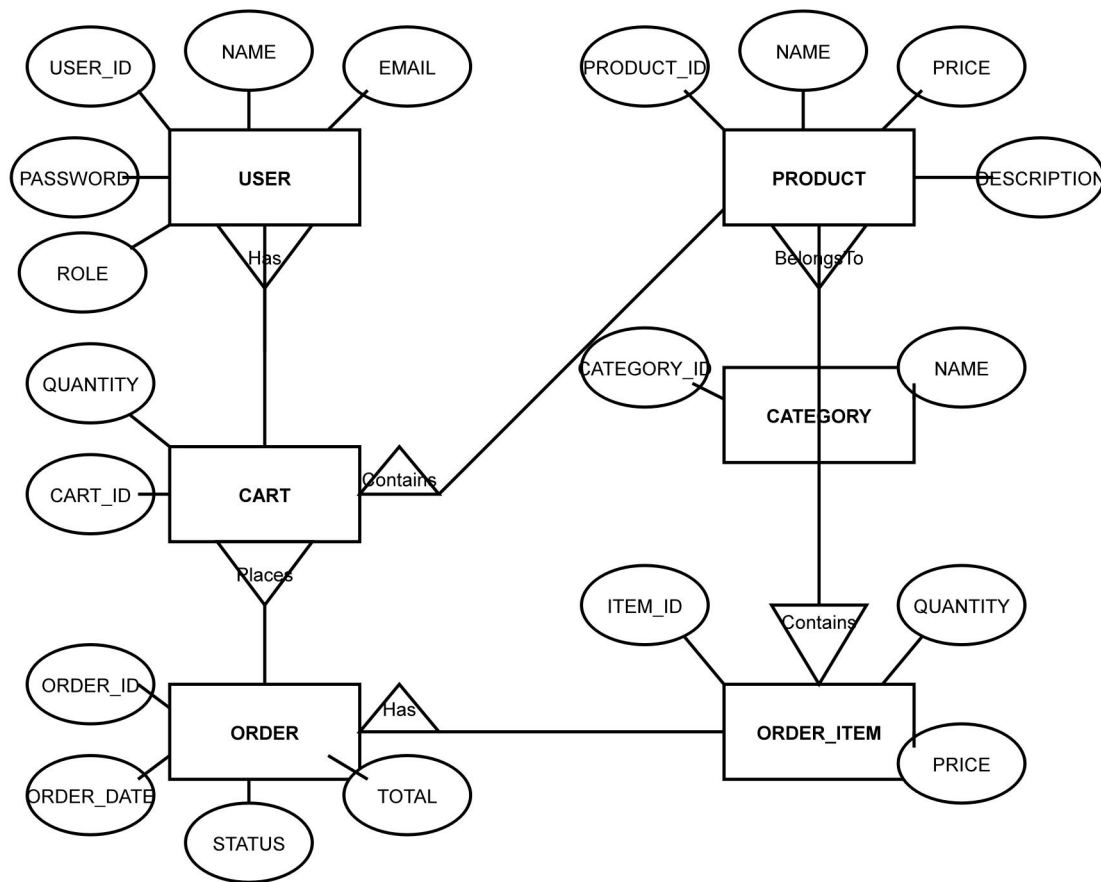 NAME
NAME
USER_ID
EMAIL
PRODUCT_ID
PRICE
PASSWORD
USER
PRODUCT
DESCRIPTION
Has
BelongsTo
ROLE
CATEGORY_ID
NAME
QUANTITY
CATEGORY
Contains
CART_ID
CART
Places
ITEM_ID
QUANTITY
Contains
ORDER_ID
Has
ORDER
ORDER_ITEM
PRICE
ORDER_DATE
TOTAL
STATUS